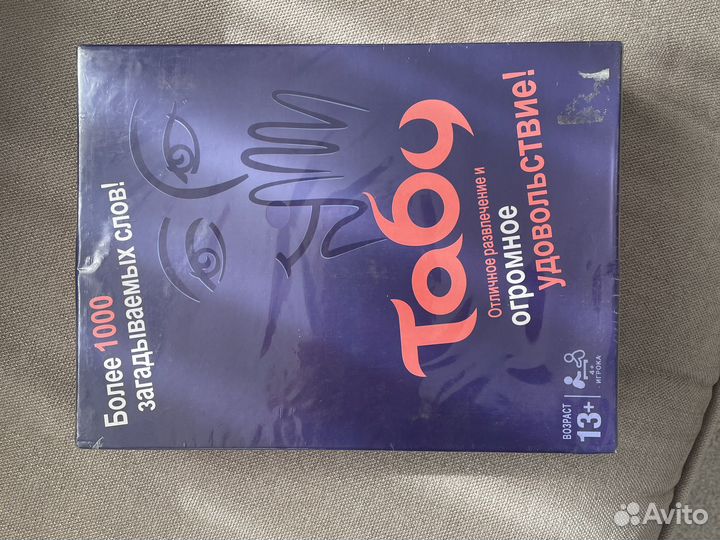 Более 1000
загадываемых слов!
Табу
Отличное развлечение и
огромное
удовольствие!
ВОЗРАСТ
13+
4+
ИГРОКА
Avito